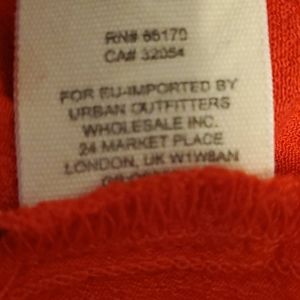 RN# 66170
CA# 32054
FOR EU-IMPORTED BY
URBAN OUTFITTERS
WHOLESALE INC.
24 MARKET PLACE
LONDON, UK W1W8AN